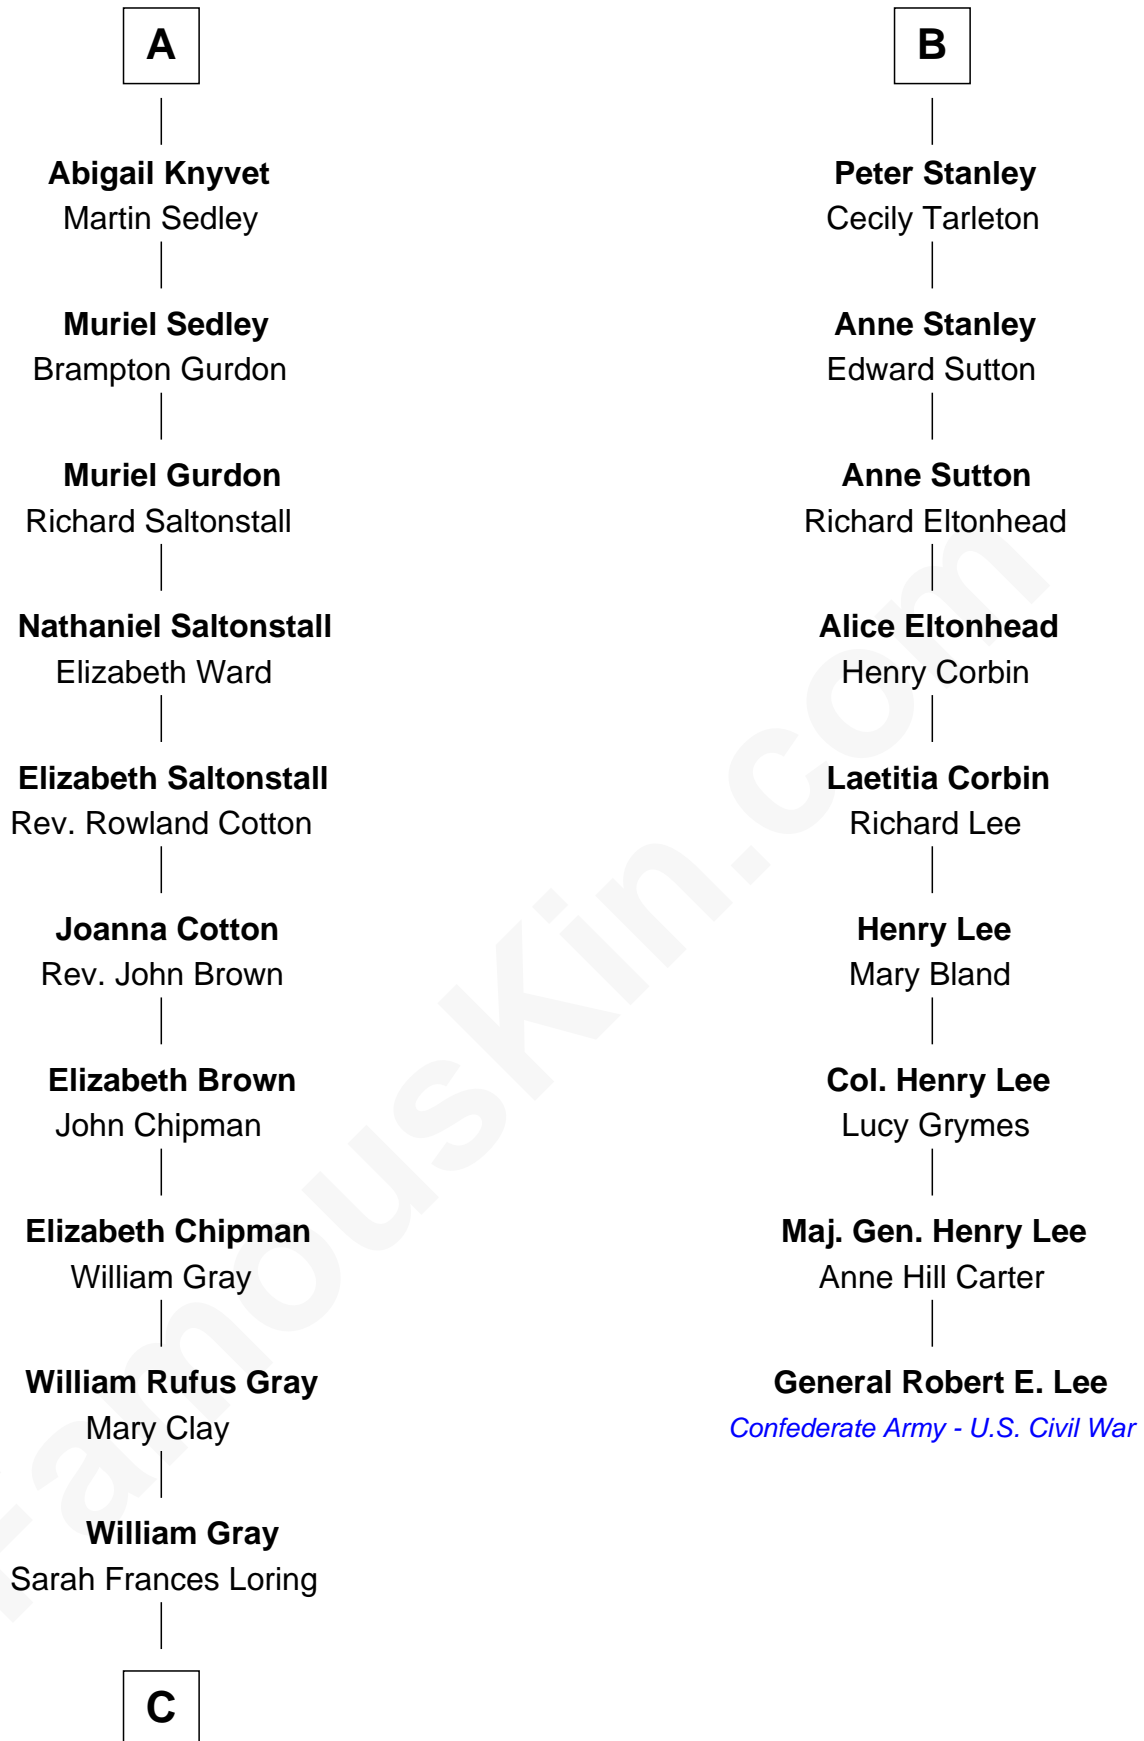 A
Abigail Knyvet
Martin Sedley
Muriel Sedley
Brampton Gurdon
Muriel Gurdon
Richard Saltonstall
Nathaniel Saltonstall
Elizabeth Ward
Elizabeth Saltonstall
Rev. Rowland Cotton
Joanna Cotton
Rev. John Brown
Elizabeth Brown
John Chipman
Elizabeth Chipman
William Gray
William Rufus Gray
Mary Clay
William Gray
Sarah Frances Loring
C
B
Peter Stanley
Cecily Tarleton
Anne Stanley
Edward Sutton
Anne Sutton
Richard Eltonhead
Alice Eltonhead
Henry Corbin
Laetitia Corbin
Richard Lee
Henry Lee
Mary Bland
Col. Henry Lee
Lucy Grymes
Maj. Gen. Henry Lee
Anne Hill Carter
General Robert E. Lee
Confederate Army - U.S. Civil War
FamousKin.com